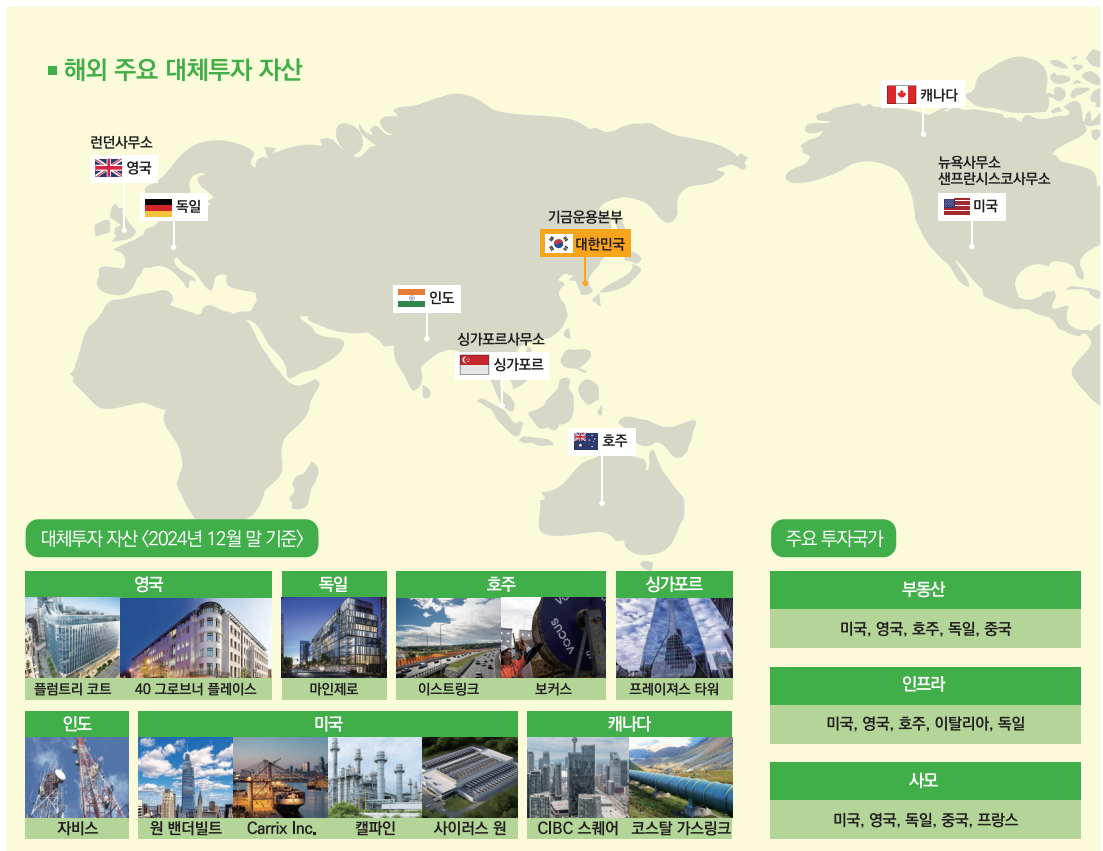 해외 주요 대체투자 자산
런던사무소
영국
독일
기금운용본부
대한민국
인도
싱가포르사무소
싱가포르
호주
캐나다
뉴욕사무소
샌프란시스코사무소
미국
대체투자 자산 〈2024년 12월 말 기준〉
영국
플럼트리 코트
40 그로브너 플레이스
독일
마인제로
호주
이스트링크
VOCUS
보커스
싱가포르
프레이져스 타워
인도
자비스
미국
원 밴더빌트
Carrix Inc.
캘파인
사이러스 원
캐나다
CIBC 스퀘어
코스탈 가스링크
주요 투자국가
부동산
미국, 영국, 호주, 독일, 중국
인프라
미국, 영국, 호주, 이탈리아, 독일
사모
미국, 영국, 독일, 중국, 프랑스